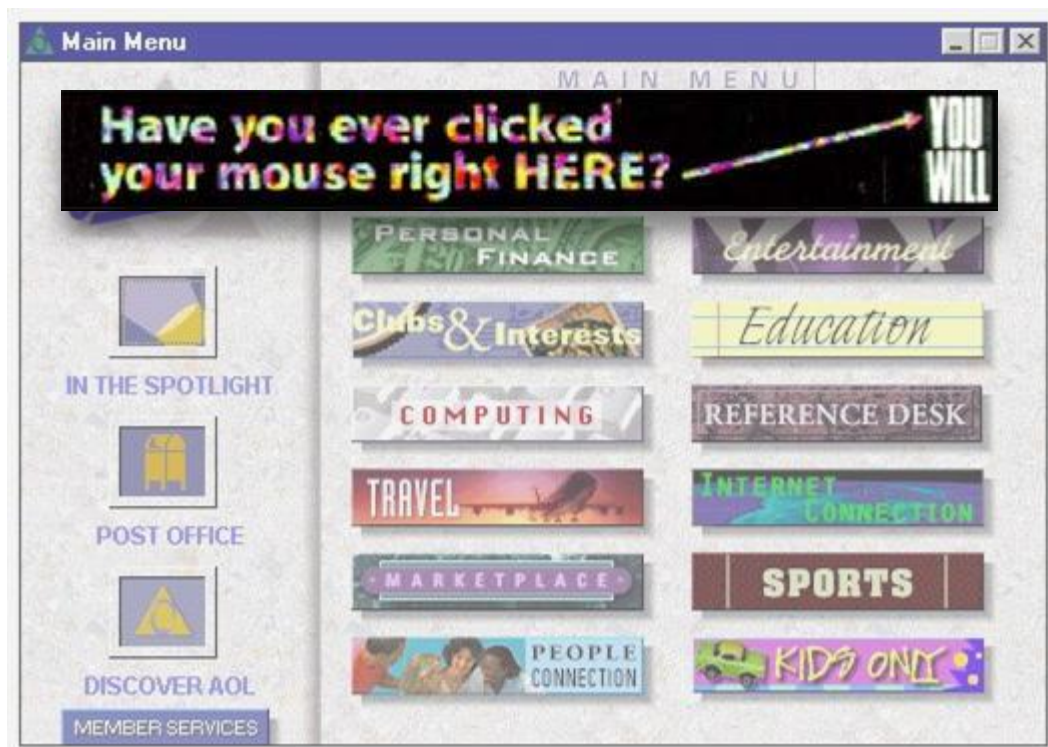 Main Menu
MAIN MENU
Have you ever clicked
your mouse right HERE?
YOU
WILL
PERSONAL
FINANCE
Entertainment
Clubs & Interests
Education
COMPUTING
REFERENCE DESK
TRAVEL
INTERNET
CONNECTION
MARKETPLACE
SPORTS
PEOPLE
CONNECTION
KIDS ONLY
IN THE SPOTLIGHT
POST OFFICE
DISCOVER AOL
MEMBER SERVICES